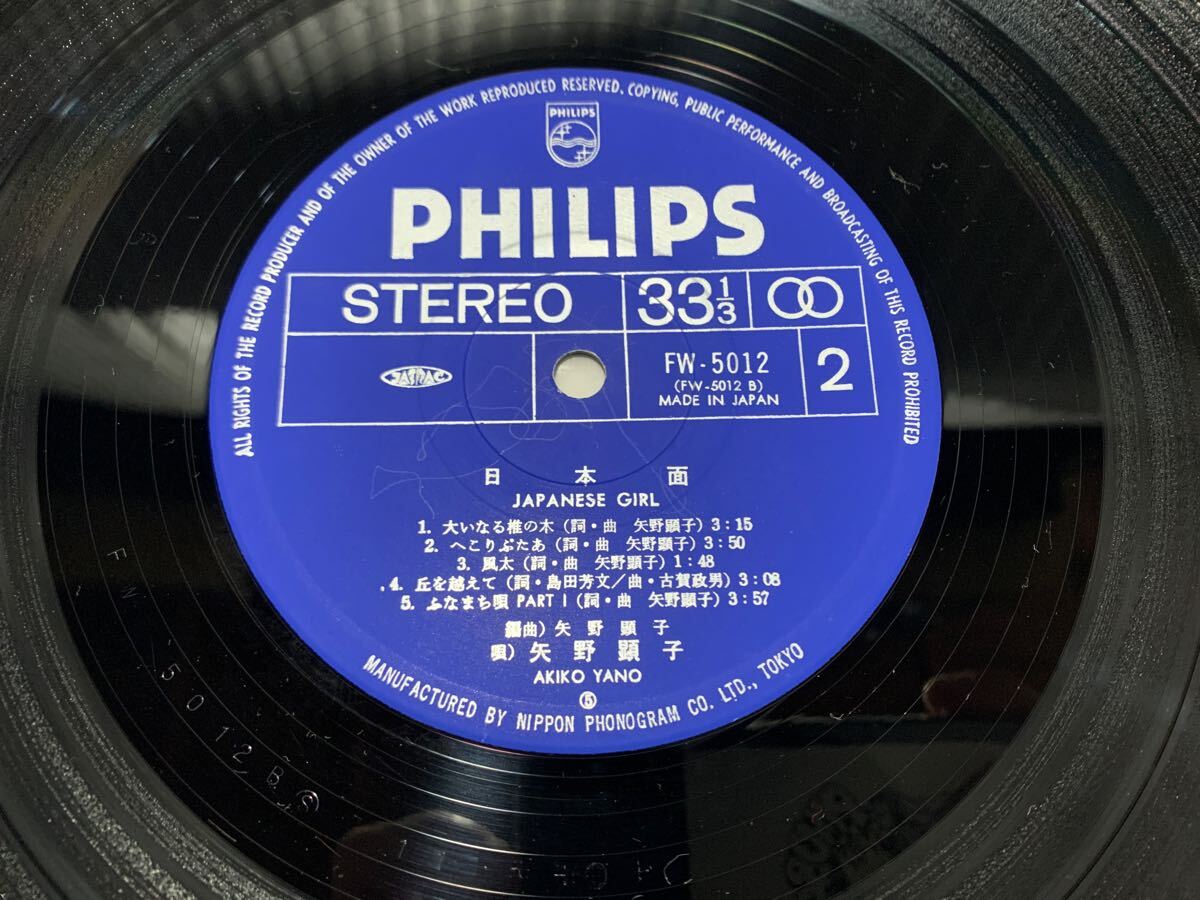 ALL RIGHTS OF THE RECORD PRODUCER AND OF THE OWNER OF THE WORK REPRODUCED RESERVED. COPYING, PUBLIC PERFORMANCE AND BROADCASTING OF THIS RECORD PROHIBITED
PHILIPS
PHILIPS
STEREO 33 1/3
JASRAC FW-5012 2
(FW-5012 B)
MADE IN JAPAN
日本面
JAPANESE GIRL
1. 大いなる椎の木 (詞・曲 矢野顕子) 3:15
2. へこりぷたあ (詞・曲 矢野顕子) 3:50
3. 風太 (詞・曲 矢野顕子) 1:48
4. 丘を越えて (詞・島田芳文/曲・古賀政男) 3:08
5. ふなまち唄 PART I (詞・曲 矢野顕子) 3:57
編曲) 矢野顕子
唄) 矢野顕子
AKIKO YANO
MANUFACTURED BY NIPPON PHONOGRAM CO. LTD., TOKYO